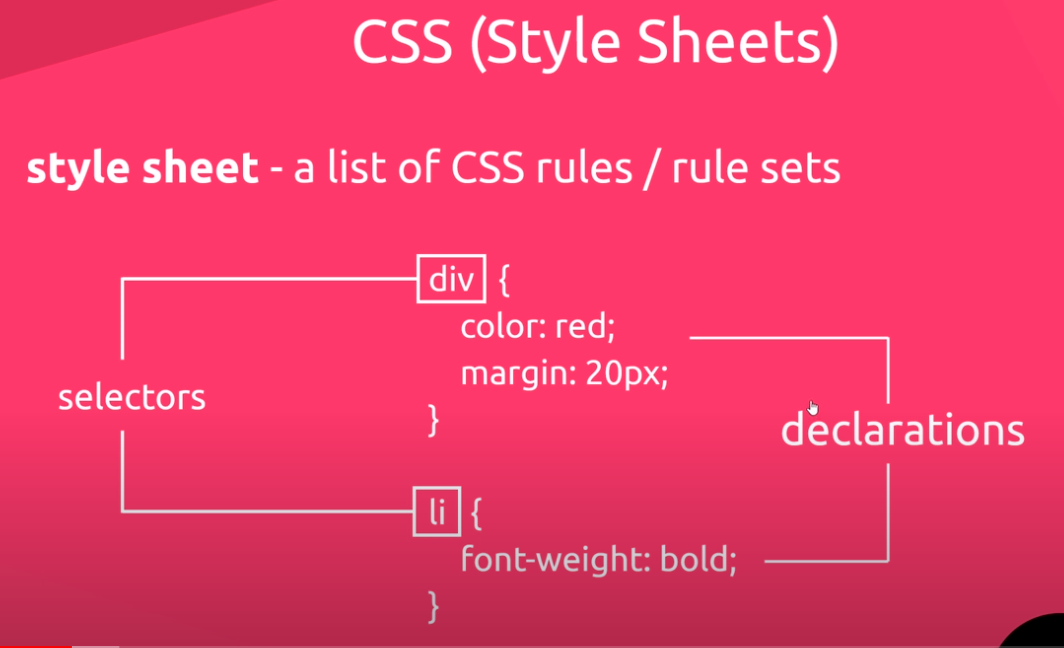 CSS (Style Sheets)
style sheet - a list of CSS rules / rule sets
div {
color: red;
margin: 20px;
selectors
}
declarations
li {
font-weight: bold;
}